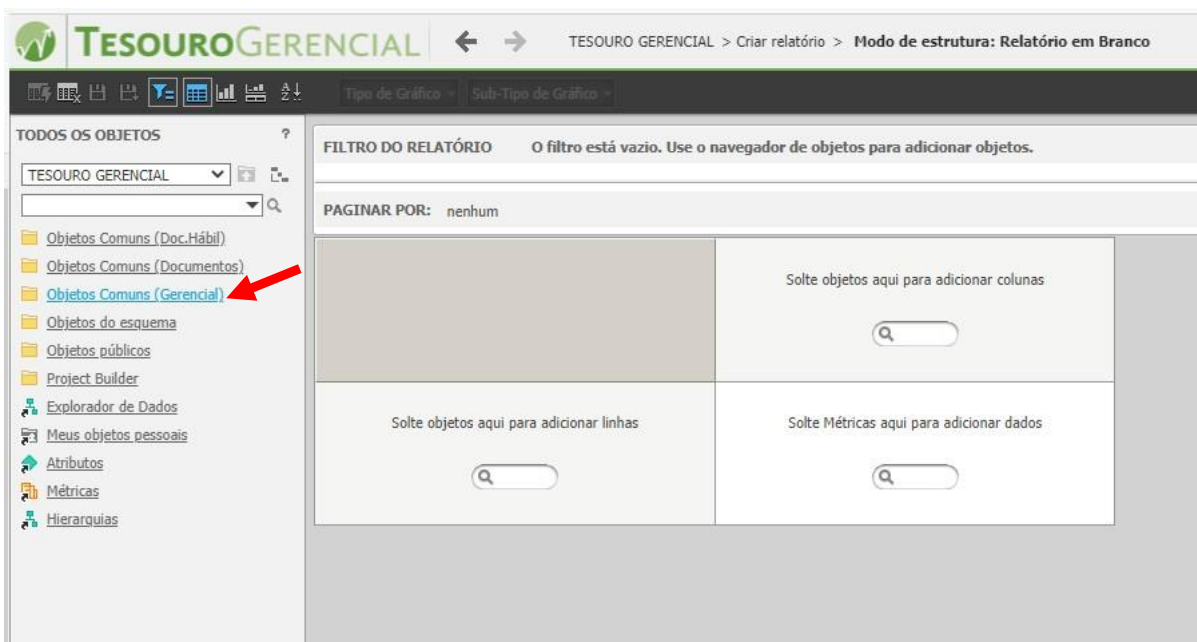 TESOUROGERENCIAL
TESOURO GERENCIAL > Criar relatório > Modo de estrutura: Relatório em Branco
Tipo de Gráfico Sub-Tipo de Gráfico
TODOS OS OBJETOS ?
TESOURO GERENCIAL
Objetos Comuns (Doc.Hábil)
Objetos Comuns (Documentos)
Objetos Comuns (Gerencial)
Objetos do esquema
Objetos públicos
Project Builder
Explorador de Dados
Meus objetos pessoais
Atributos
Métricas
Hierarquias
FILTRO DO RELATÓRIO O filtro está vazio. Use o navegador de objetos para adicionar objetos.
PAGINAR POR: nenhum
Solte objetos aqui para adicionar colunas
Solte objetos aqui para adicionar linhas
Solte Métricas aqui para adicionar dados